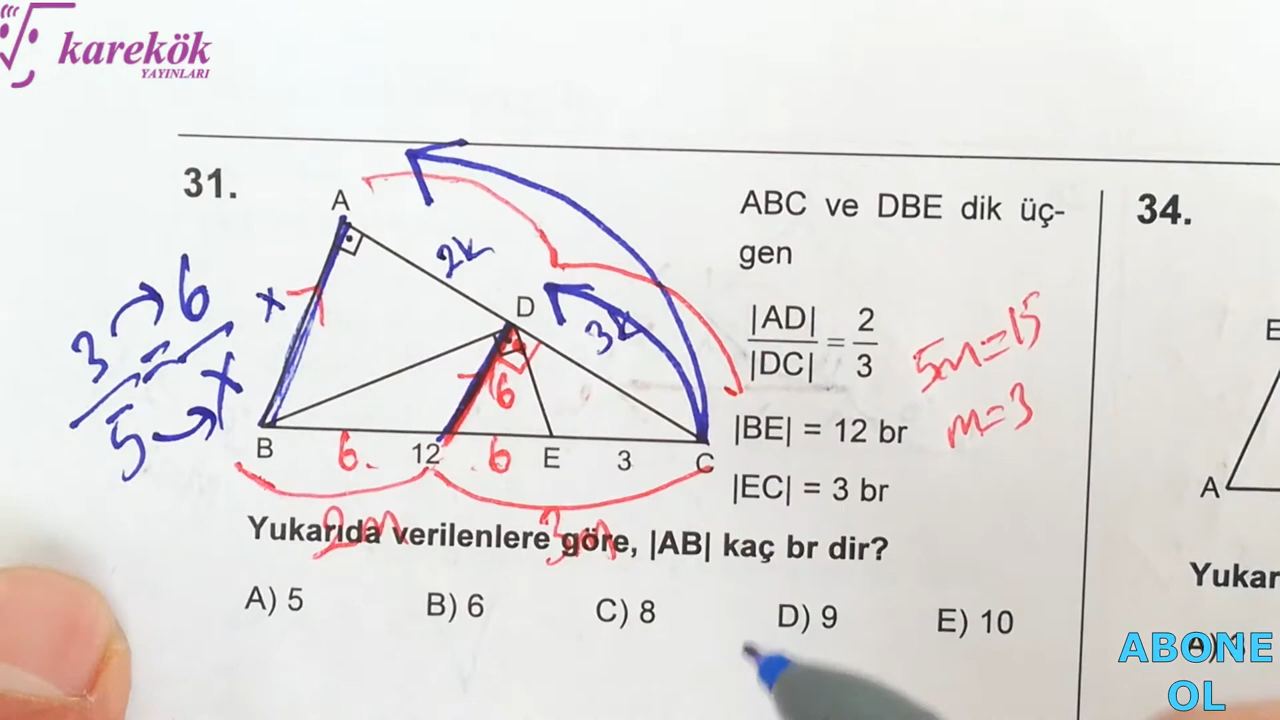 karekök
YAYINLARI
31.
A
2k
D
3k
x
6
6
B
6
12
6
E
3
C
2m
3m
3 → 6
5 → x
ABC ve DBE dik üç-
gen
|AD| / |DC| = 2 / 3
5m=15
m=3
|BE| = 12 br
|EC| = 3 br
Yukarıda verilenlere göre, |AB| kaç br dir?
A) 5 B) 6 C) 8 D) 9 E) 10
34.
E
A
Yukar
ABONE
OL